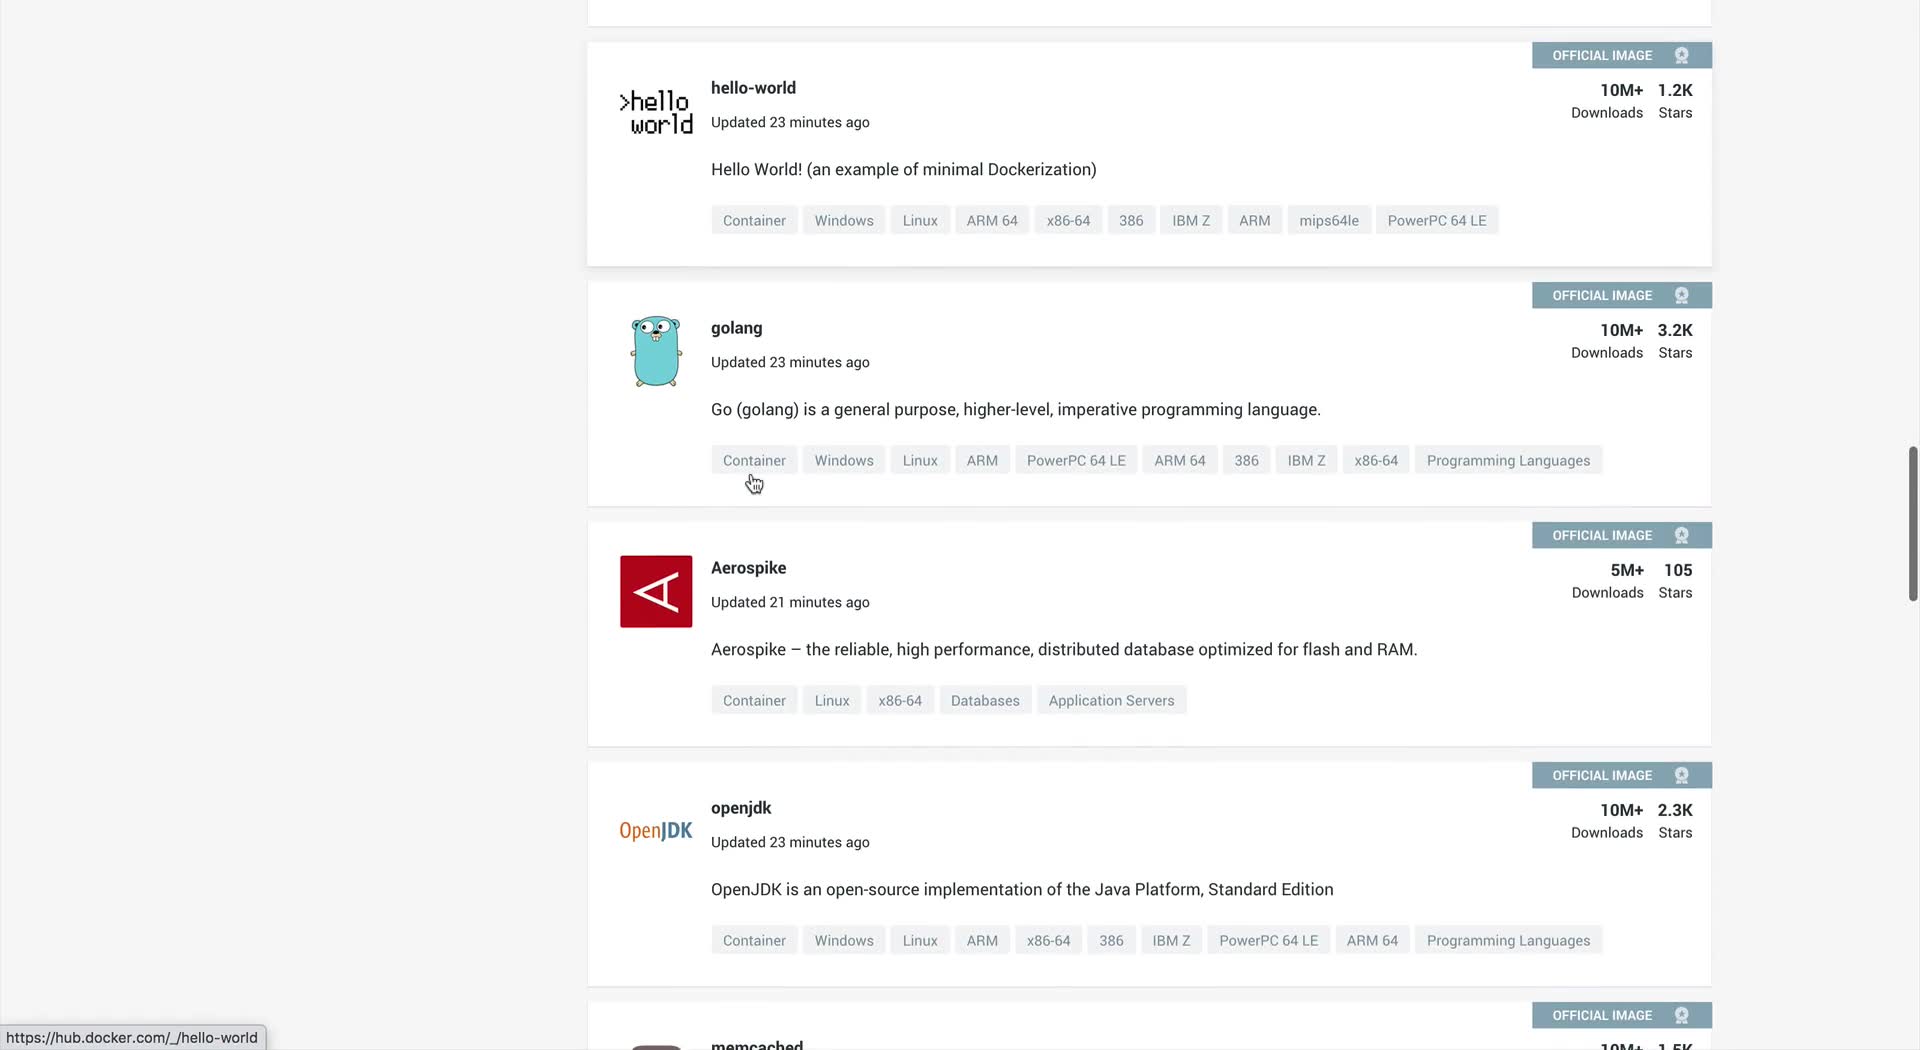 OFFICIAL IMAGE
>hello
world
hello-world
10M+ 1.2K
Downloads Stars
Updated 23 minutes ago
Hello World! (an example of minimal Dockerization)
Container Windows Linux ARM 64 x86-64 386 IBM Z ARM mips64le PowerPC 64 LE
OFFICIAL IMAGE
golang
10M+ 3.2K
Downloads Stars
Updated 23 minutes ago
Go (golang) is a general purpose, higher-level, imperative programming language.
Container Windows Linux ARM PowerPC 64 LE ARM 64 386 IBM Z x86-64 Programming Languages
OFFICIAL IMAGE
Aerospike
5M+ 105
Downloads Stars
Updated 21 minutes ago
Aerospike – the reliable, high performance, distributed database optimized for flash and RAM.
Container Linux x86-64 Databases Application Servers
OFFICIAL IMAGE
openjdk
10M+ 2.3K
Downloads Stars
OpenJDK
Updated 23 minutes ago
OpenJDK is an open-source implementation of the Java Platform, Standard Edition
Container Windows Linux ARM x86-64 386 IBM Z PowerPC 64 LE ARM 64 Programming Languages
OFFICIAL IMAGE
memcached
10M+ 1.5K
https://hub.docker.com/_/hello-world